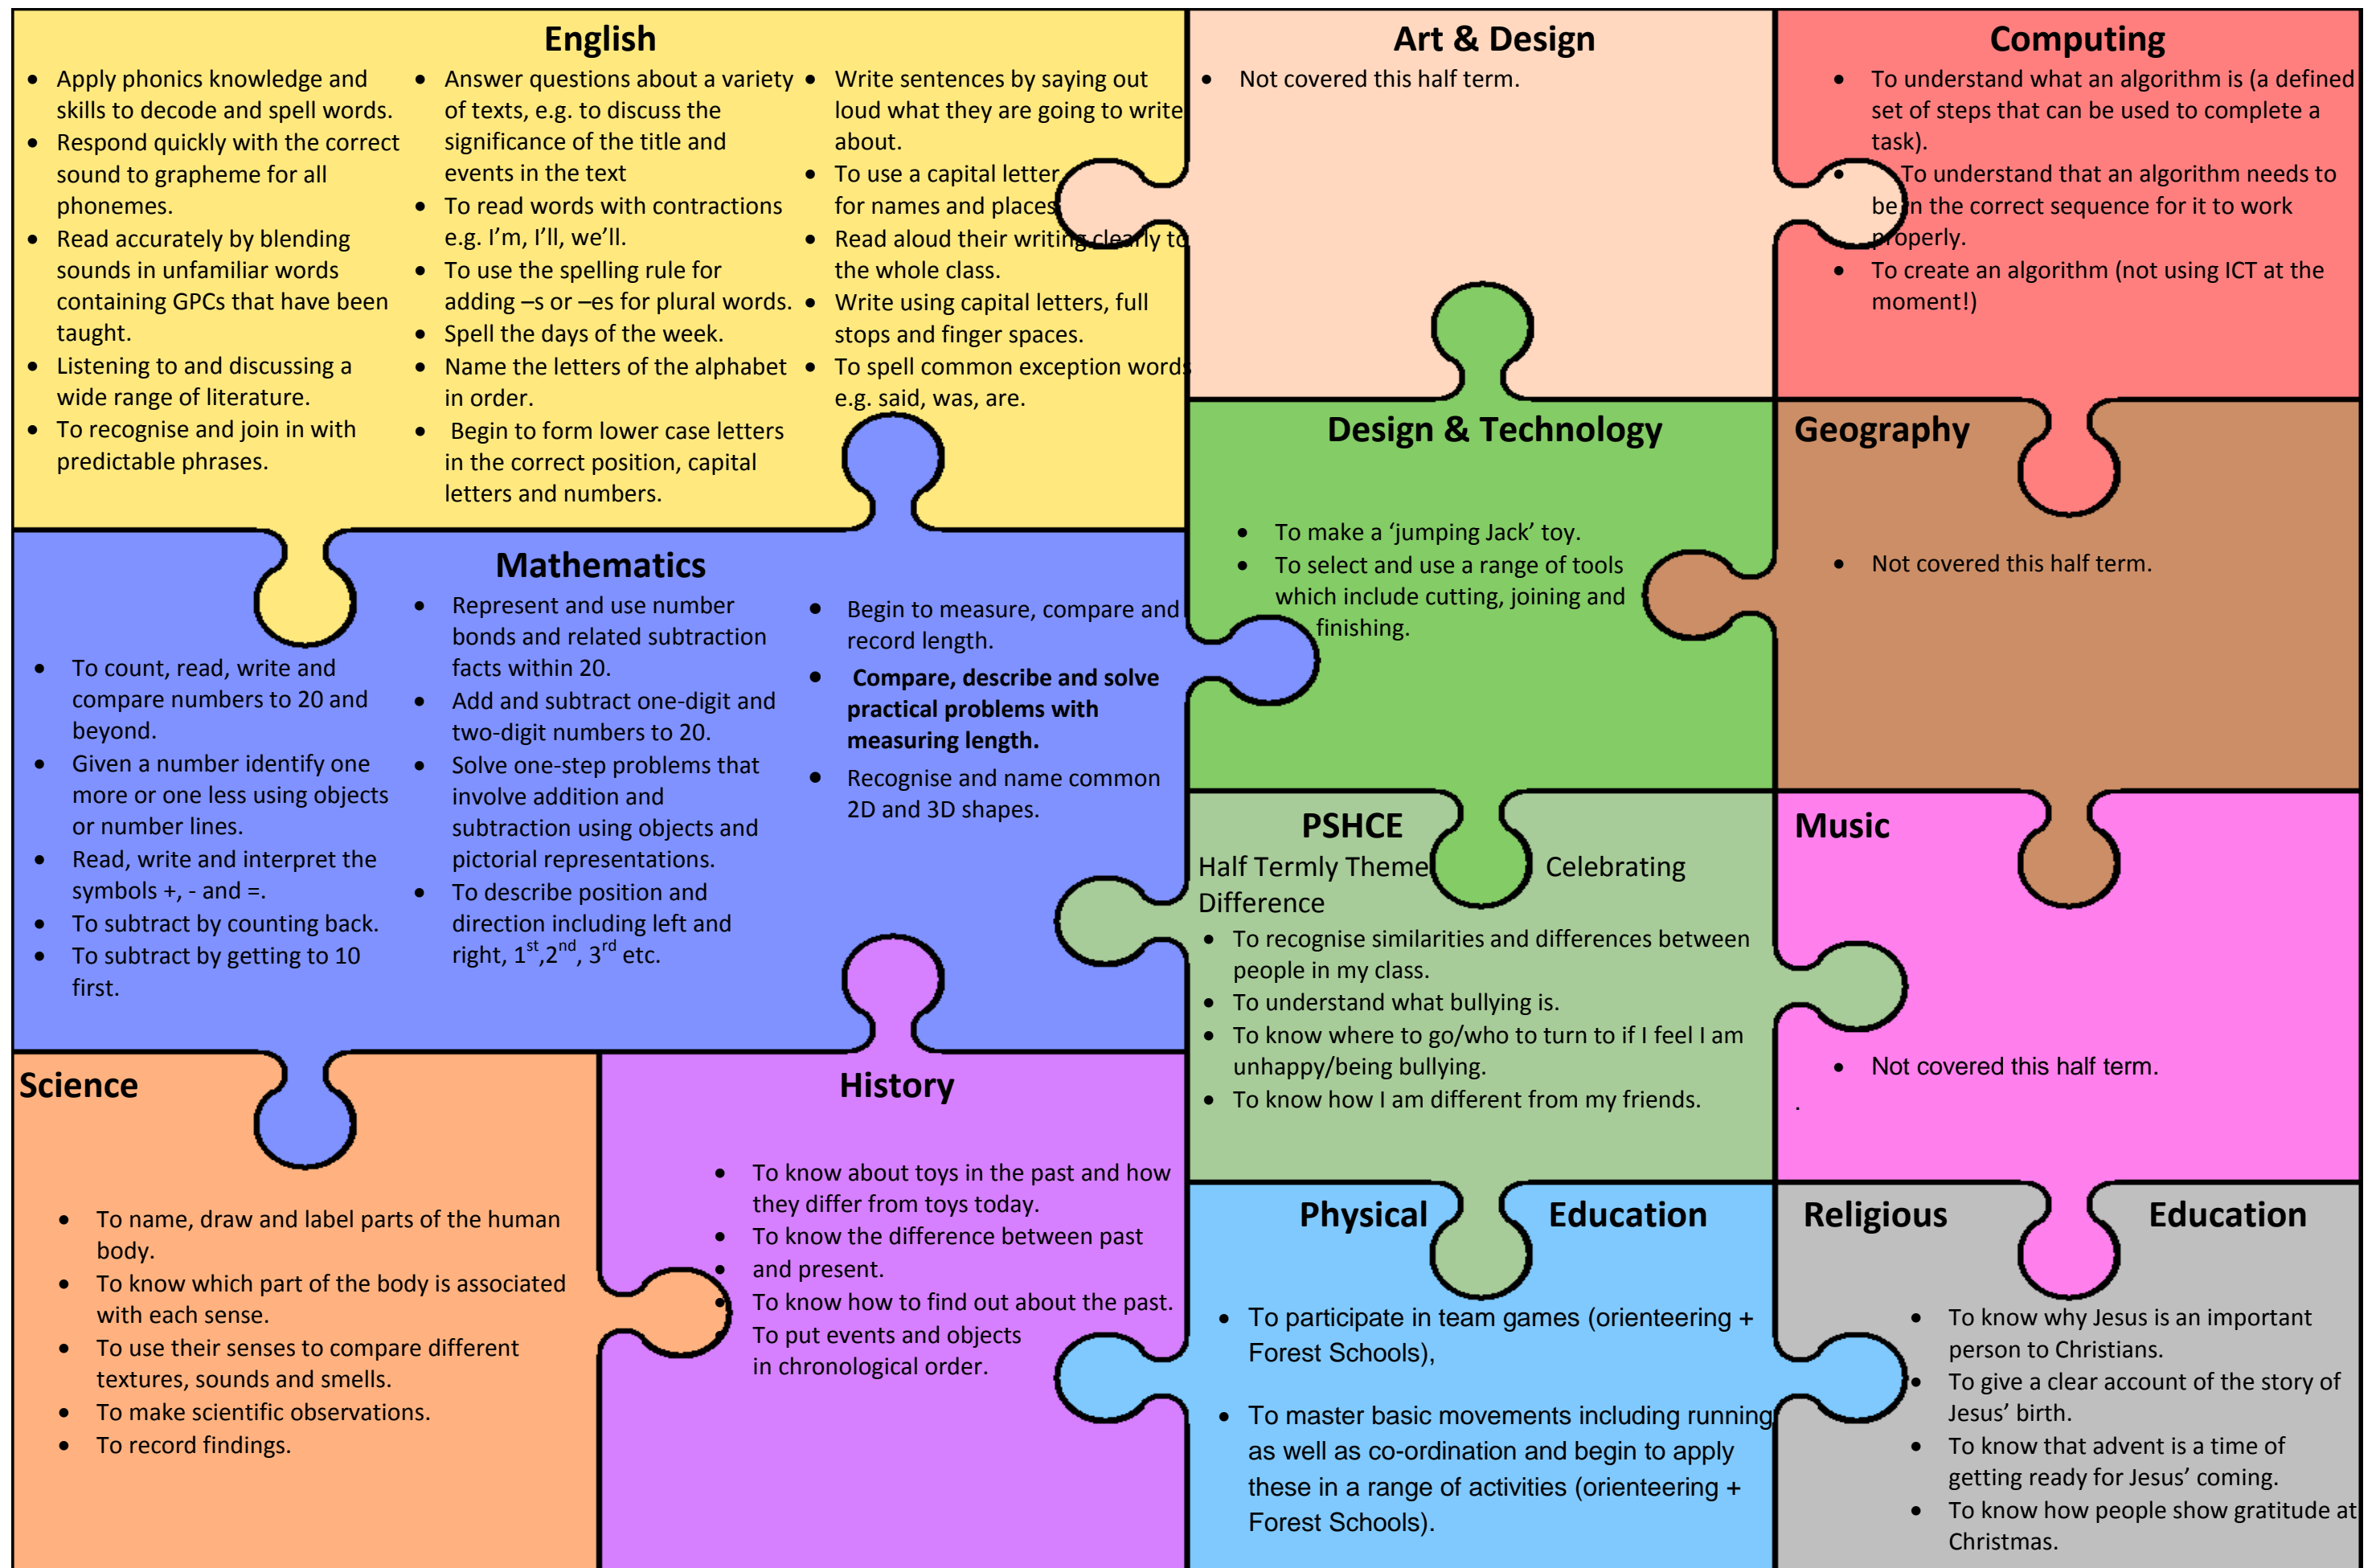 English
• Apply phonics knowledge and
skills to decode and spell words.
• Respond quickly with the correct
sound to grapheme for all
phonemes.
• Read accurately by blending
sounds in unfamiliar words
containing GPCs that have been
taught.
• Listening to and discussing a
wide range of literature.
• To recognise and join in with
predictable phrases.
• Answer questions about a variety
of texts, e.g. to discuss the
significance of the title and
events in the text
• To read words with contractions
e.g. I’m, I’ll, we’ll.
• To use the spelling rule for
adding –s or –es for plural words.
• Spell the days of the week.
• Name the letters of the alphabet
in order.
• Begin to form lower case letters
in the correct position, capital
letters and numbers.
• Write sentences by saying out
loud what they are going to write
about.
• To use a capital letter
for names and places
• Read aloud their writing clearly to
the whole class.
• Write using capital letters, full
stops and finger spaces.
• To spell common exception words
e.g. said, was, are.
Art & Design
• Not covered this half term.
Computing
• To understand what an algorithm is (a defined
set of steps that can be used to complete a
task).
• To understand that an algorithm needs to
be in the correct sequence for it to work
properly.
• To create an algorithm (not using ICT at the
moment!)
Design & Technology
• To make a ‘jumping Jack’ toy.
• To select and use a range of tools
which include cutting, joining and
finishing.
Geography
• Not covered this half term.
Mathematics
• To count, read, write and
compare numbers to 20 and
beyond.
• Given a number identify one
more or one less using objects
or number lines.
• Read, write and interpret the
symbols +, - and =.
• To subtract by counting back.
• To subtract by getting to 10
first.
• Represent and use number
bonds and related subtraction
facts within 20.
• Add and subtract one-digit and
two-digit numbers to 20.
• Solve one-step problems that
involve addition and
subtraction using objects and
pictorial representations.
• To describe position and
direction including left and
right, 1st,2nd, 3rd etc.
• Begin to measure, compare and
record length.
• Compare, describe and solve
practical problems with
measuring length.
• Recognise and name common
2D and 3D shapes.
PSHCE
Half Termly Theme Celebrating
Difference
• To recognise similarities and differences between
people in my class.
• To understand what bullying is.
• To know where to go/who to turn to if I feel I am
unhappy/being bullying.
• To know how I am different from my friends.
Music
• Not covered this half term.
.
Science
• To name, draw and label parts of the human
body.
• To know which part of the body is associated
with each sense.
• To use their senses to compare different
textures, sounds and smells.
• To make scientific observations.
• To record findings.
History
• To know about toys in the past and how
they differ from toys today.
• To know the difference between past
• and present.
• To know how to find out about the past.
To put events and objects
in chronological order.
Physical Education
• To participate in team games (orienteering +
Forest Schools),
• To master basic movements including running
as well as co-ordination and begin to apply
these in a range of activities (orienteering +
Forest Schools).
Religious Education
• To know why Jesus is an important
person to Christians.
• To give a clear account of the story of
Jesus’ birth.
• To know that advent is a time of
getting ready for Jesus’ coming.
• To know how people show gratitude at
Christmas.